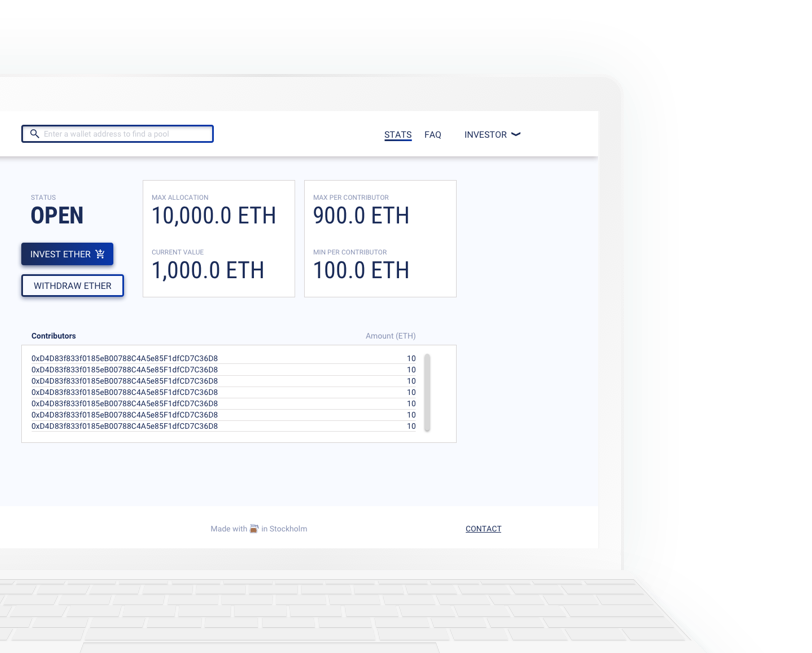 Enter a wallet address to find a pool
STATS FAQ INVESTOR
STATUS
OPEN
INVEST ETHER
WITHDRAW ETHER
MAX ALLOCATION
10,000.0 ETH
CURRENT VALUE
1,000.0 ETH
MAX PER CONTRIBUTOR
900.0 ETH
MIN PER CONTRIBUTOR
100.0 ETH
Contributors Amount (ETH)
0xD4D83f833f0185eB00788C4A5e85F1dfCD7C36D8 10
0xD4D83f833f0185eB00788C4A5e85F1dfCD7C36D8 10
0xD4D83f833f0185eB00788C4A5e85F1dfCD7C36D8 10
0xD4D83f833f0185eB00788C4A5e85F1dfCD7C36D8 10
0xD4D83f833f0185eB00788C4A5e85F1dfCD7C36D8 10
0xD4D83f833f0185eB00788C4A5e85F1dfCD7C36D8 10
0xD4D83f833f0185eB00788C4A5e85F1dfCD7C36D8 10
Made with in Stockholm
CONTACT